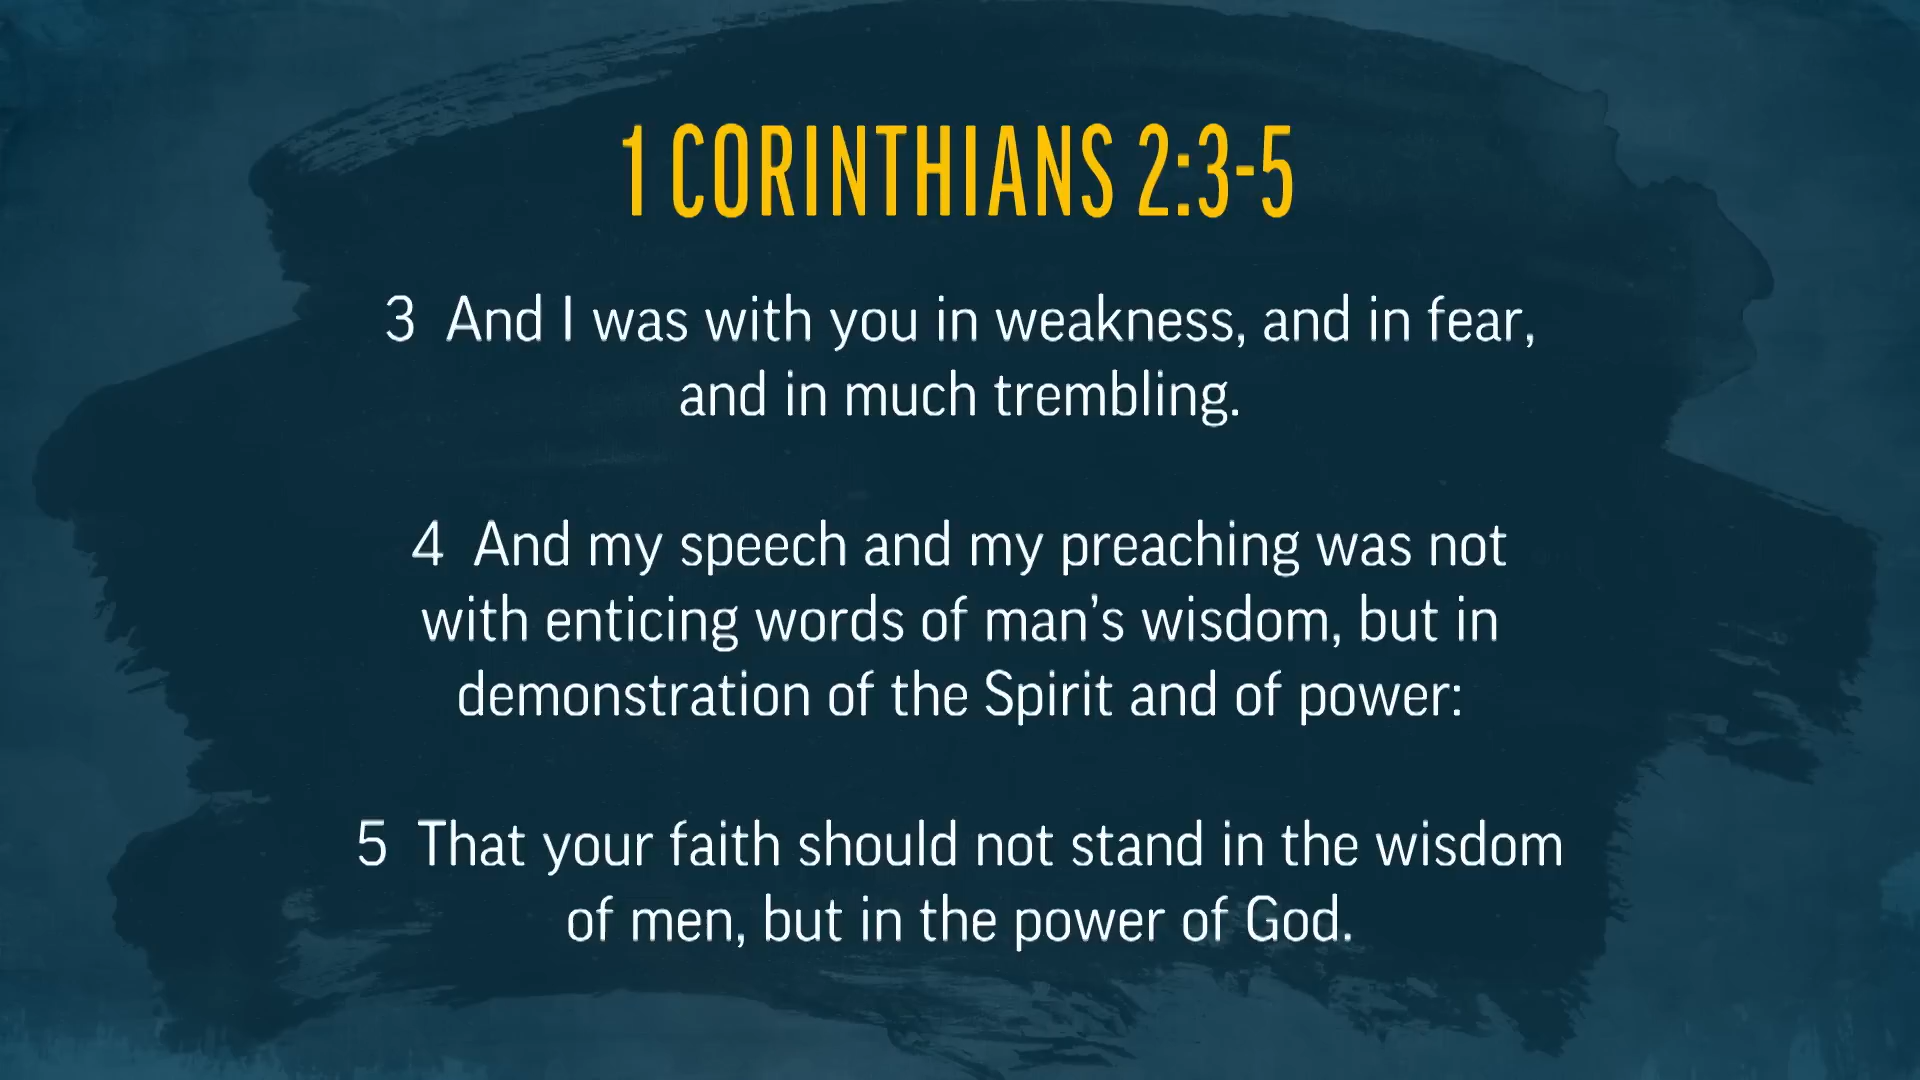 1 CORINTHIANS 2:3-5
3 And I was with you in weakness, and in fear,
and in much trembling.
4 And my speech and my preaching was not
with enticing words of man’s wisdom, but in
demonstration of the Spirit and of power:
5 That your faith should not stand in the wisdom
of men, but in the power of God.